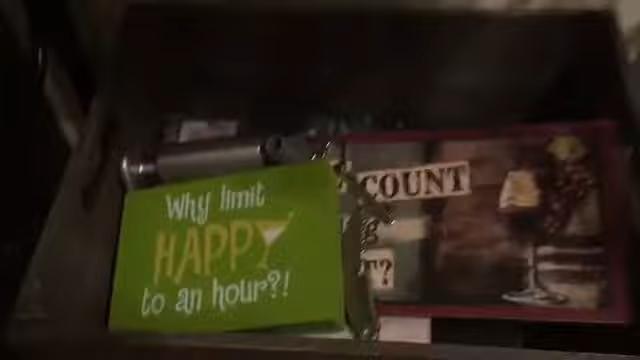 Why limit
HAPPY
to an hour?!
COUNT
g
T?